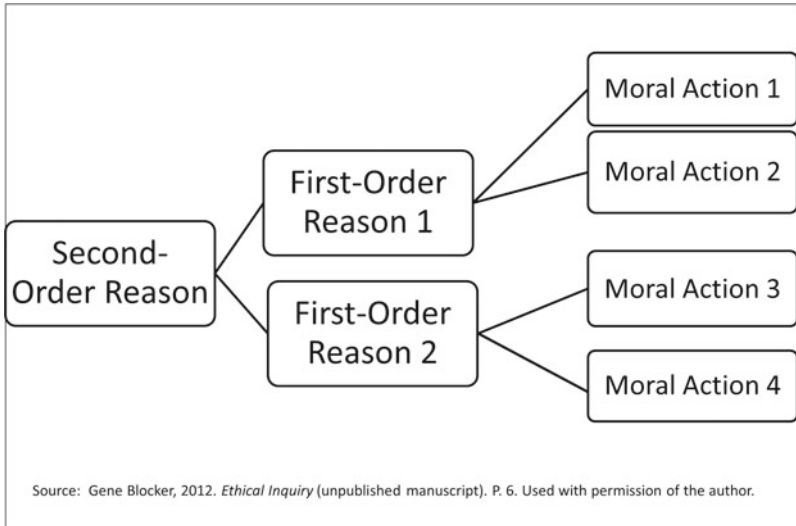 Second-
Order Reason
First-Order
Reason 1
First-Order
Reason 2
Moral Action 1
Moral Action 2
Moral Action 3
Moral Action 4
Source: Gene Blocker, 2012. Ethical Inquiry (unpublished manuscript). P. 6. Used with permission of the author.